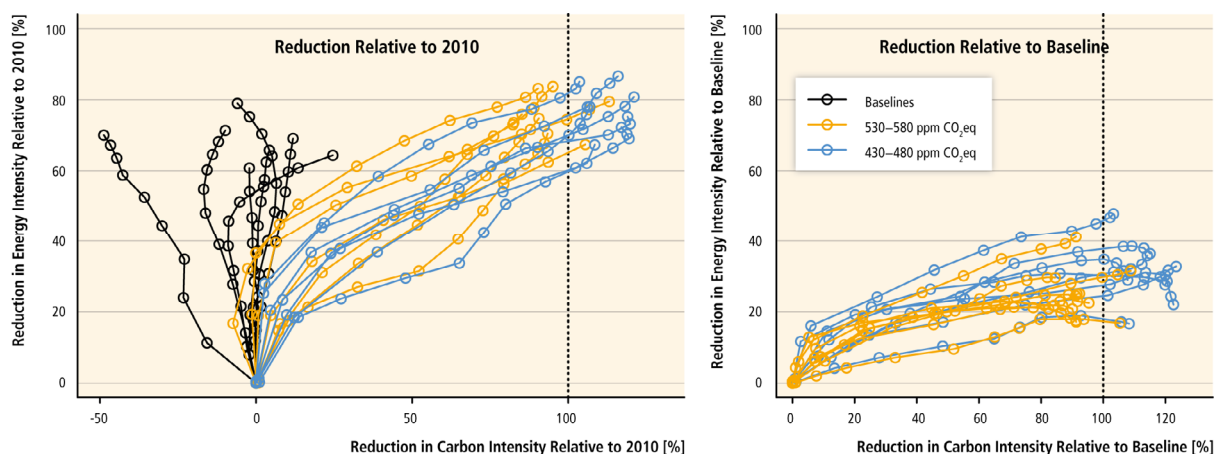 Reduction in Energy Intensity Relative to 2010 [%]
Reduction Relative to 2010
100
80
60
40
20
0
-50
0
50
100
Reduction in Carbon Intensity Relative to 2010 [%]
Reduction in Energy Intensity Relative to Baseline [%]
Reduction Relative to Baseline
100
80
60
40
20
0
Baselines
530–580 ppm CO₂eq
430–480 ppm CO₂eq
0
20
40
60
80
100
120
Reduction in Carbon Intensity Relative to Baseline [%]